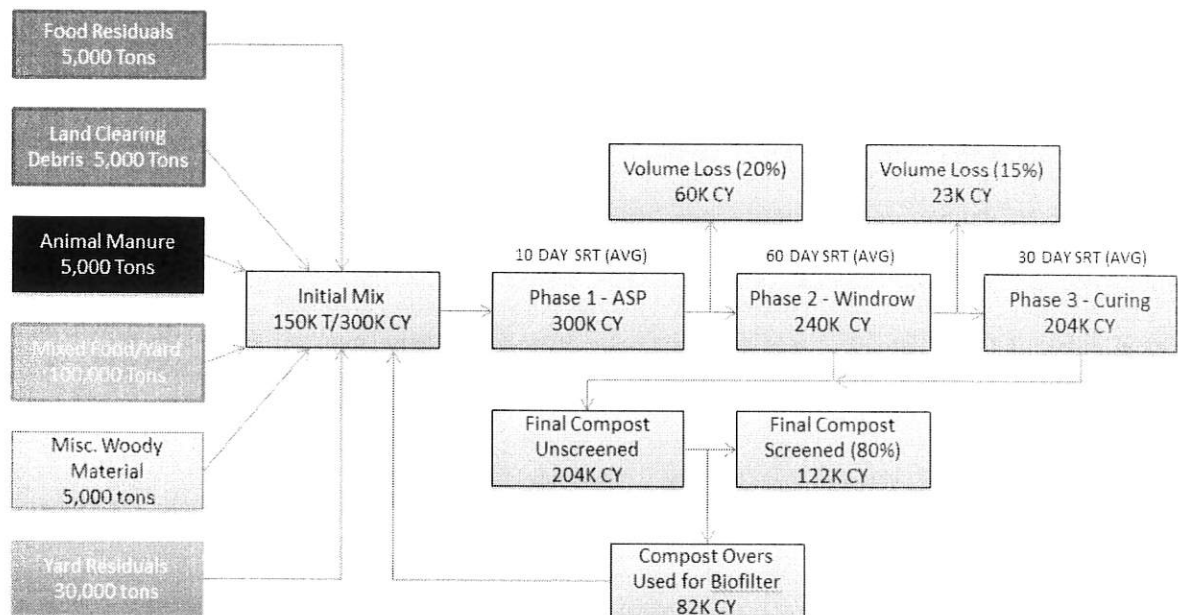 Food Residuals
5,000 Tons
Land Clearing
Debris 5,000 Tons
Animal Manure
5,000 Tons
Mixed Food/Yard
100,000 Tons
Misc. Woody
Material
5,000 tons
Yard Residuals
30,000 tons
Initial Mix
150K T/300K CY
10 DAY SRT (AVG)
Phase 1 - ASP
300K CY
Volume Loss (20%)
60K CY
60 DAY SRT (AVG)
Phase 2 - Windrow
240K CY
Volume Loss (15%)
23K CY
30 DAY SRT (AVG)
Phase 3 - Curing
204K CY
Final Compost
Unscreened
204K CY
Final Compost
Screened (80%)
122K CY
Compost Overs
Used for Biofilter
82K CY